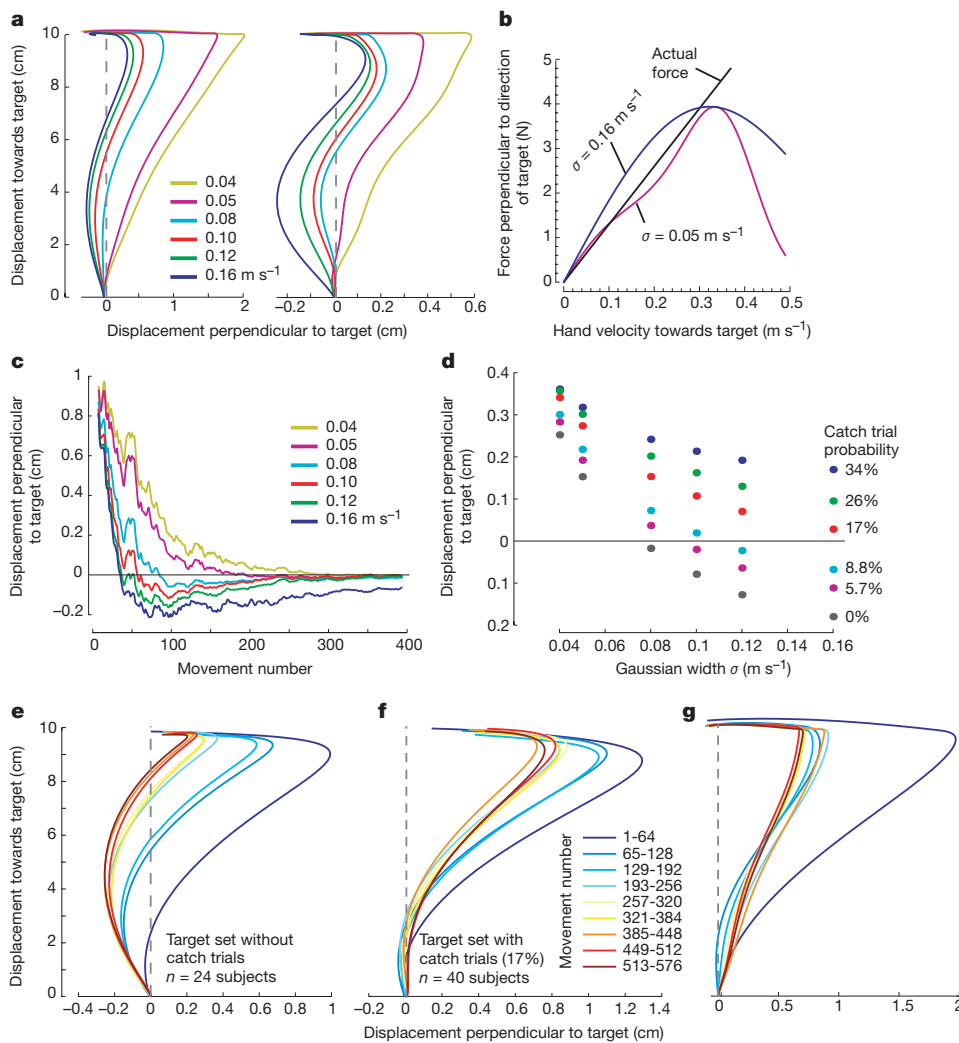 a
Displacement towards target (cm)
10
8
6
4
2
0
0.04
0.05
0.08
0.10
0.12
0.16 m s⁻¹
0 1 2
−0.2 0 0.2 0.4 0.6
Displacement perpendicular to target (cm)
b
Force perpendicular to direction
of target (N)
5
4
3
2
1
0
Actual
force
σ = 0.16 m s⁻¹
σ = 0.05 m s⁻¹
0 0.1 0.2 0.3 0.4 0.5
Hand velocity towards target (m s⁻¹)
c
Displacement perpendicular
to target (cm)
1
0.8
0.6
0.4
0.2
0
−0.2
0.04
0.05
0.08
0.10
0.12
0.16 m s⁻¹
0 100 200 300 400
Movement number
d
Displacement perpendicular
to target (cm)
0.4
0.3
0.2
0.1
0
0.1
0.2
Catch trial
probability
34%
26%
17%
8.8%
5.7%
0%
0.04 0.06 0.08 0.1 0.12 0.14 0.16
Gaussian width σ (m s⁻¹)
e
Displacement towards target (cm)
10
8
6
4
2
0
Target set without
catch trials
n = 24 subjects
−0.4 −0.2 0 0.2 0.4 0.6 0.8 1
f
Target set with
catch trials (17%)
n = 40 subjects
Movement number
1-64
65-128
129-192
193-256
257-320
321-384
385-448
449-512
513-576
−0.2 0 0.2 0.4 0.6 0.8 1 1.2 1.4
g
0 0.5 1 1.5 2
Displacement perpendicular to target (cm)